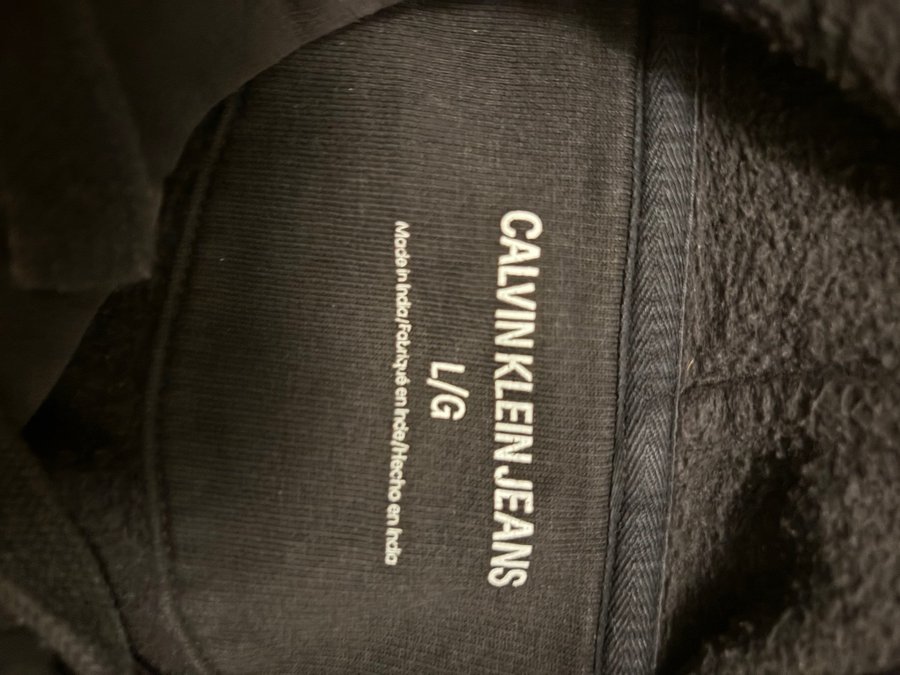 CALVIN KLEIN JEANS
L/G
Made in India/Fabriqué en Inde/Hecho en India